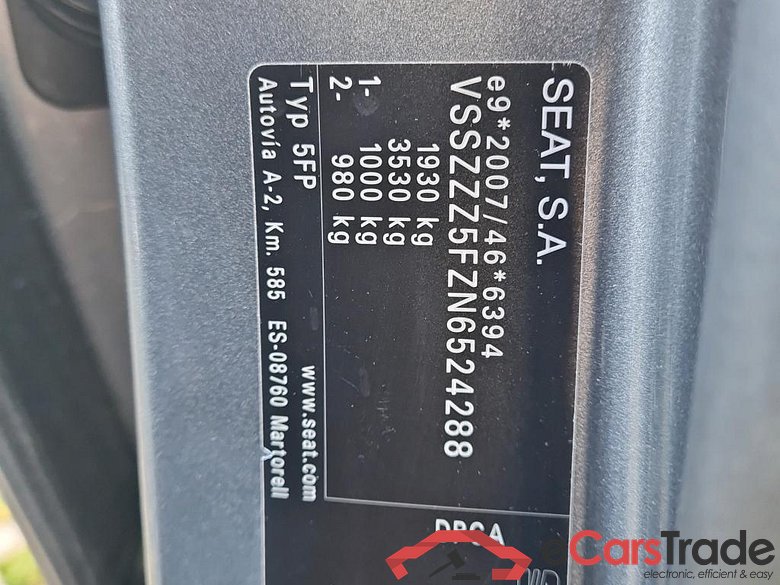 SEAT, S.A.
e9*2007/46*6394
VSSZZZ5FZN6524288
1930 kg
3530 kg
1- 1000 kg
2- 980 kg
Typ 5FP
www.seat.com
Autovía A-2, Km. 585 ES-08760 Martorell
eCarsTrade
electronic, efficient & easy